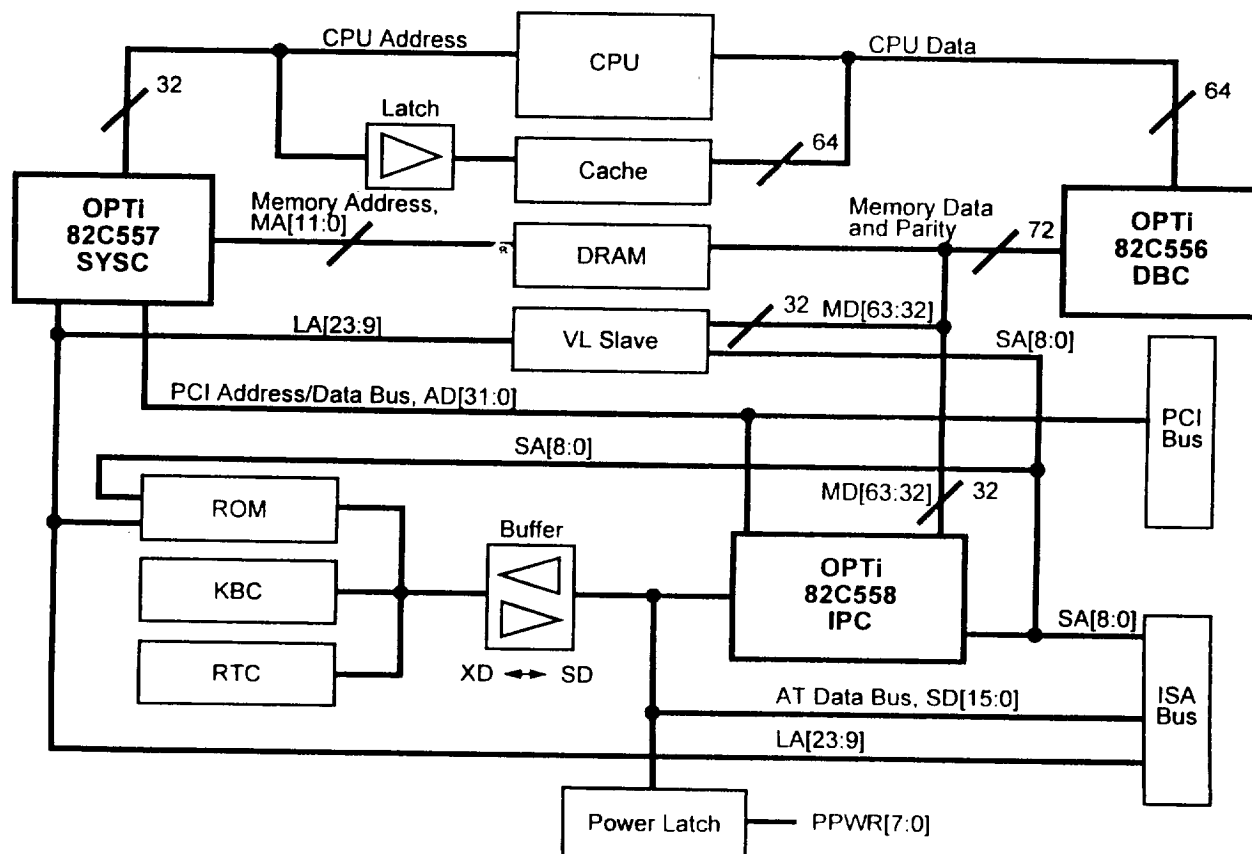 CPU Address
CPU
CPU Data
32
64
Latch
64
Cache
OPTi
82C557
SYSC
Memory Address,
MA[11:0]
DRAM
Memory Data
and Parity
72
OPTi
82C556
DBC
LA[23:9]
VL Slave
32
MD[63:32]
SA[8:0]
PCI Address/Data Bus, AD[31:0]
PCI
Bus
SA[8:0]
ROM
MD[63:32]
32
Buffer
KBC
OPTi
82C558
IPC
RTC
XD
SD
SA[8:0]
AT Data Bus, SD[15:0]
ISA
Bus
LA[23:9]
Power Latch
PPWR[7:0]